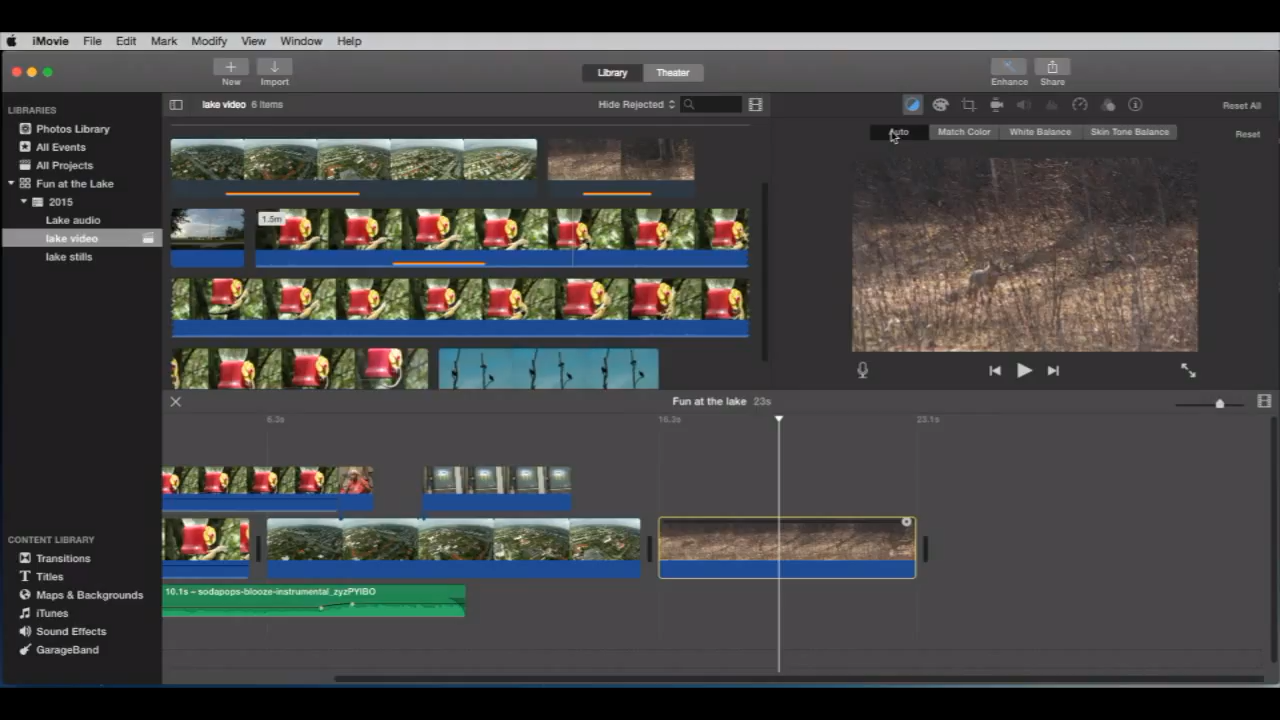 iMovie File Edit Mark Modify View Window Help
New Import Library Theater Enhance Share
LIBRARIES
Photos Library
All Events
All Projects
Fun at the Lake
2015
Lake audio
lake video
lake stills
lake video 6 items
Hide Rejected
Reset All
Auto Match Color White Balance Skin Tone Balance Reset
1.5m
Fun at the lake 23s
6.3s 16.3s 23.1s
10.1s – sodapops-blooze-instrumental_zyzPYIBO
CONTENT LIBRARY
Transitions
Titles
Maps & Backgrounds
iTunes
Sound Effects
GarageBand